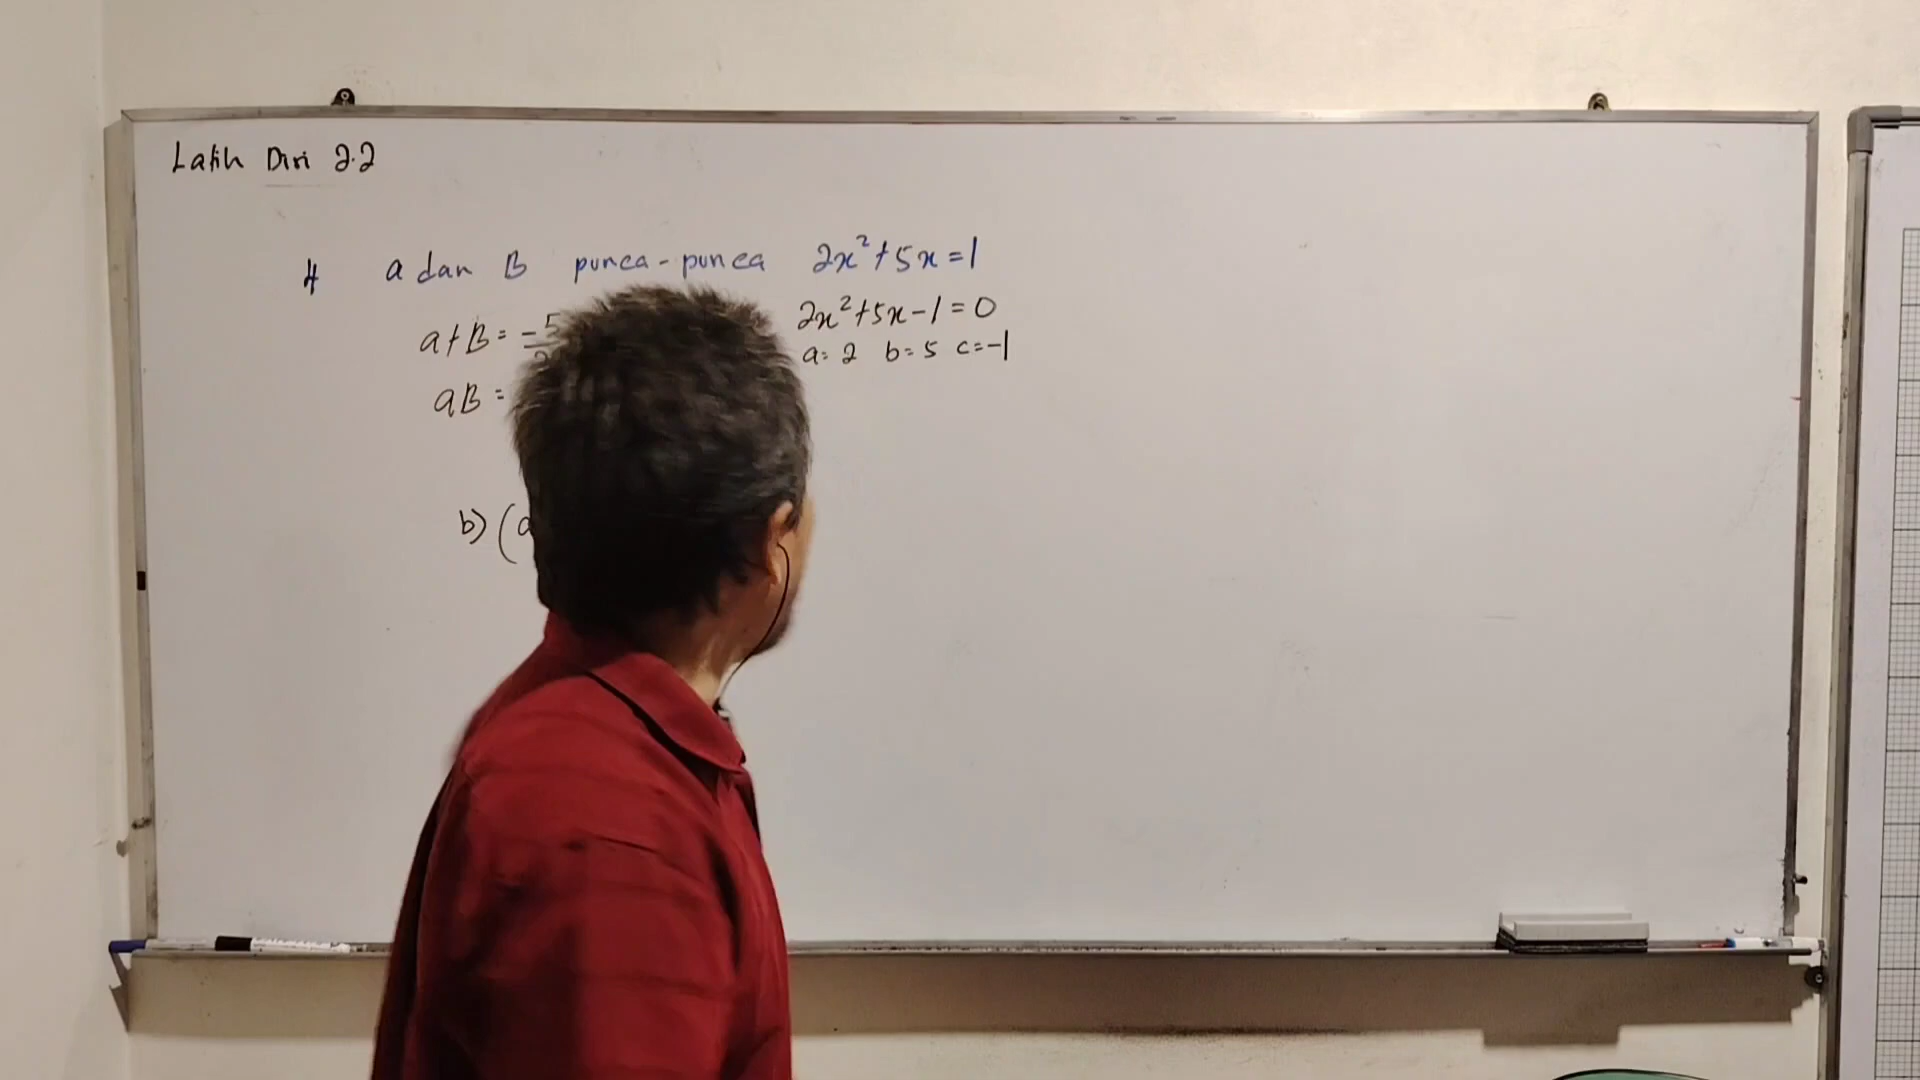 Latih Diri 2.2
4 a dan B punca-punca 2x²+5x=1
a+B = -5
2x²+5x-1=0
a=2 b=5 c=-1
aB =
b) (a